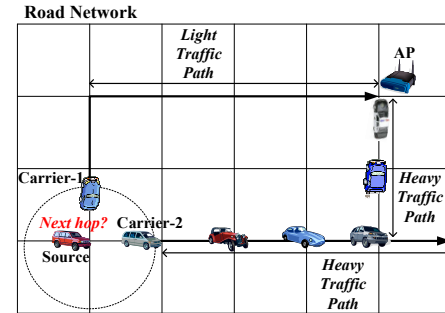 Road Network
Light
Traffic
Path
AP
Carrier-1
Heavy
Traffic
Path
Next hop?
Carrier-2
Source
Heavy
Traffic
Path